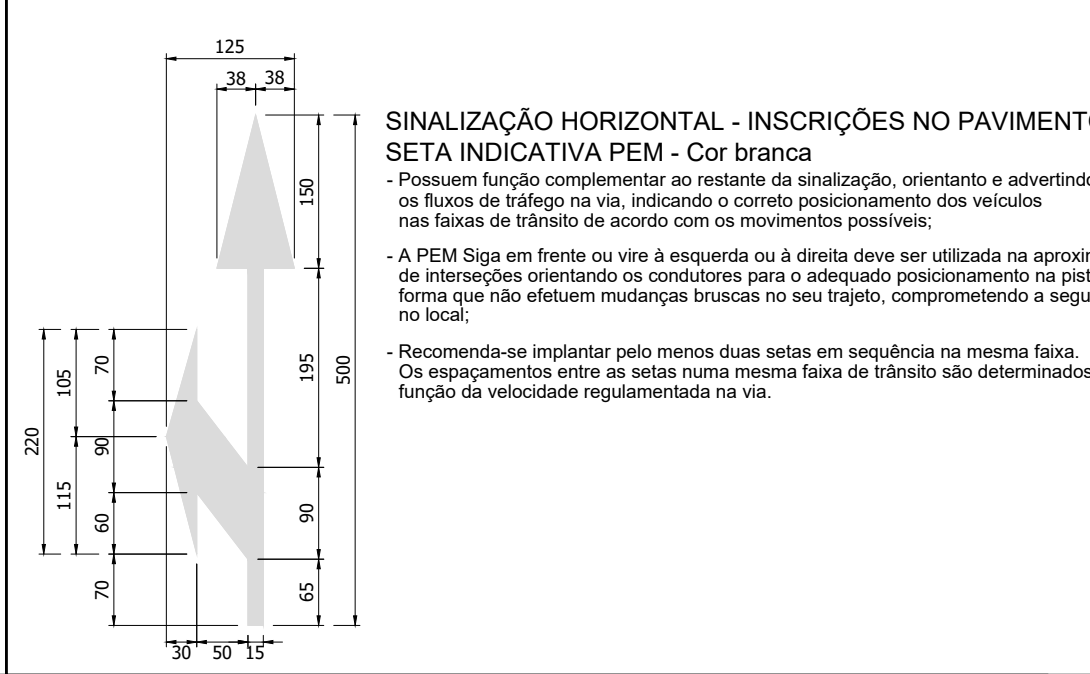 125
38 38
150
195
500
90
65
70
90
60
70
105
115
220
30 50 15
SINALIZAÇÃO HORIZONTAL - INSCRIÇÕES NO
SETA INDICATIVA PEM - Cor branca
- Possuem função complementar ao restante da sinalização, orientanto e
os fluxos de tráfego na via, indicando o correto posicionamento dos veículos
nas faixas de trânsito de acordo com os movimentos possíveis;
- A PEM Siga em frente ou vire à esquerda ou à direita deve ser utilizada na
de interseções orientando os condutores para o adequado posicionamento na
forma que não efetuem mudanças bruscas no seu trajeto, comprometendo a
no local;
- Recomenda-se implantar pelo menos duas setas em sequência na mesma faixa.
Os espaçamentos entre as setas numa mesma faixa de trânsito são determinados
função da velocidade regulamentada na via.